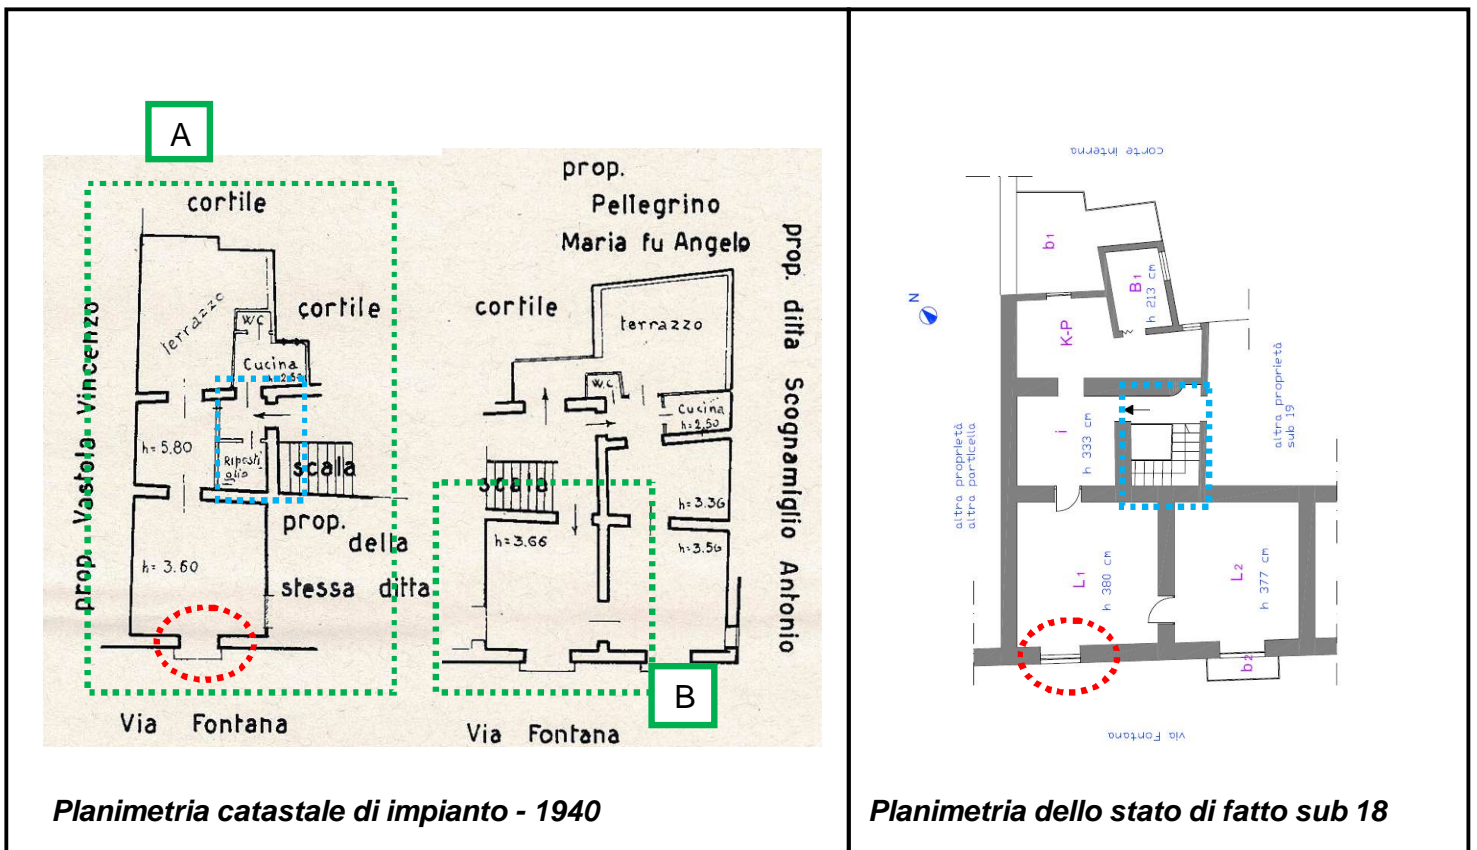 A
cortile
prop. Vastola Vincenzo
terrazzo
cortile
W.C
Cucina
h=2.50
h=5.80
Riposti
glio
scala
prop.
della
stessa ditta
h= 3.60
Via Fontana
prop.
Pellegrino
Maria fu Angelo
prop. ditta Scognamiglio Antonio
cortile
terrazzo
W.C.
Cucina
h=2,50
scala
h=3.66
h=3.36
h=3.56
B
Via Fontana
Planimetria catastale di impianto - 1940
corte interna
b1
B1
h 213 cm
N
K-P
i
h 333 cm
altra proprietà
altra particella
altra proprietà
sub 19
L1
h 380 cm
L2
h 377 cm
b2
via Fontana
Planimetria dello stato di fatto sub 18